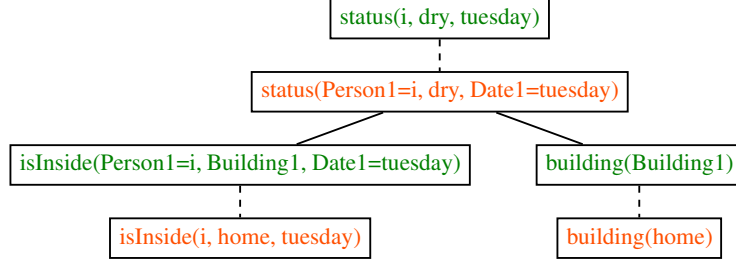 status(i, dry, tuesday)
status(Person1=i, dry, Date1=tuesday)
isInside(Person1=i, Building1, Date1=tuesday)
building(Building1)
isInside(i, home, tuesday)
building(home)